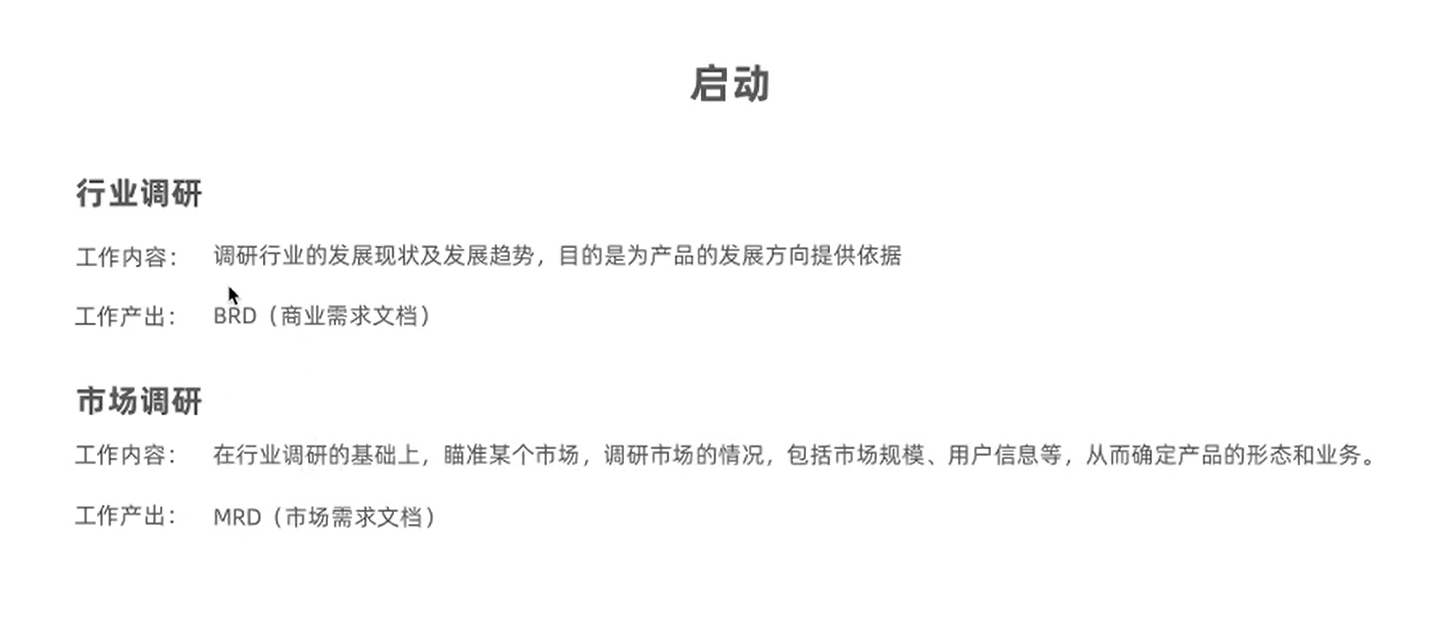 启动
行业调研
工作内容： 调研行业的发展现状及发展趋势，目的是为产品的发展方向提供依据
工作产出： BRD（商业需求文档）
市场调研
工作内容： 在行业调研的基础上，瞄准某个市场，调研市场的情况，包括市场规模、用户信息等，从而确定产品的形态和业务。
工作产出： MRD（市场需求文档）